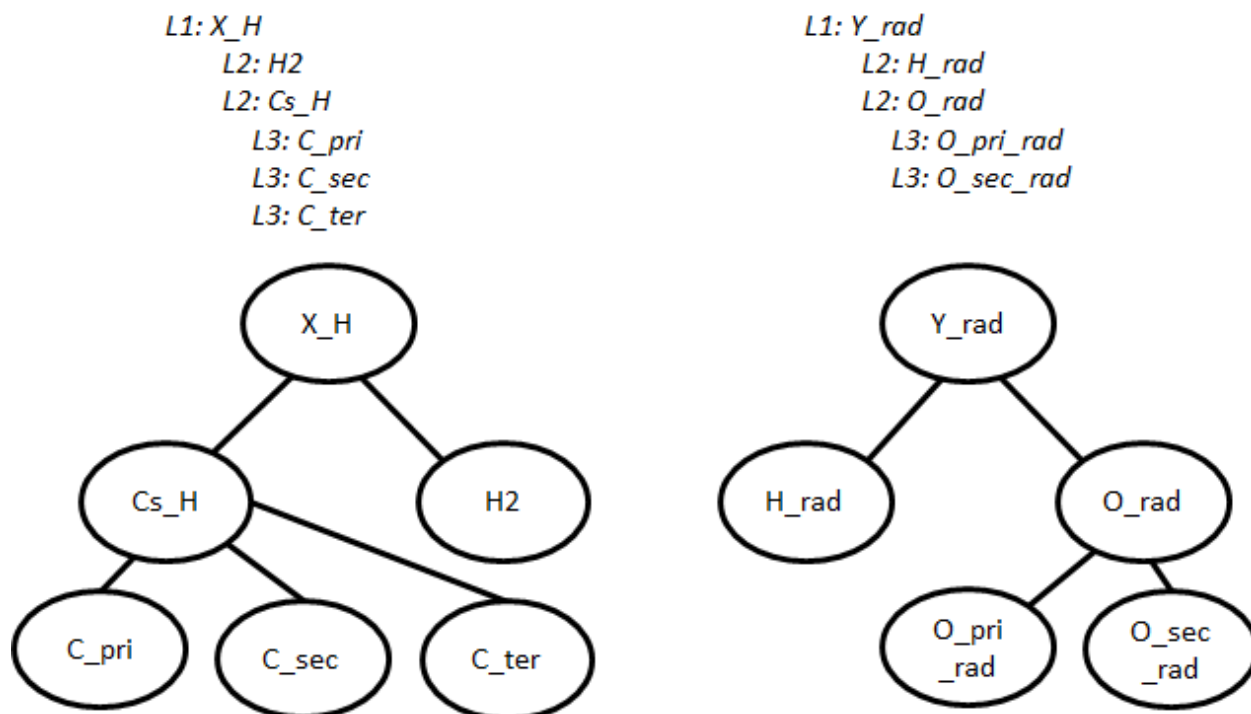 L1: X_H
L2: H2
L2: Cs_H
L3: C_pri
L3: C_sec
L3: C_ter
L1: Y_rad
L2: H_rad
L2: O_rad
L3: O_pri_rad
L3: O_sec_rad
X_H
Cs_H
H2
C_pri
C_sec
C_ter
Y_rad
H_rad
O_rad
O_pri
_rad
O_sec
_rad